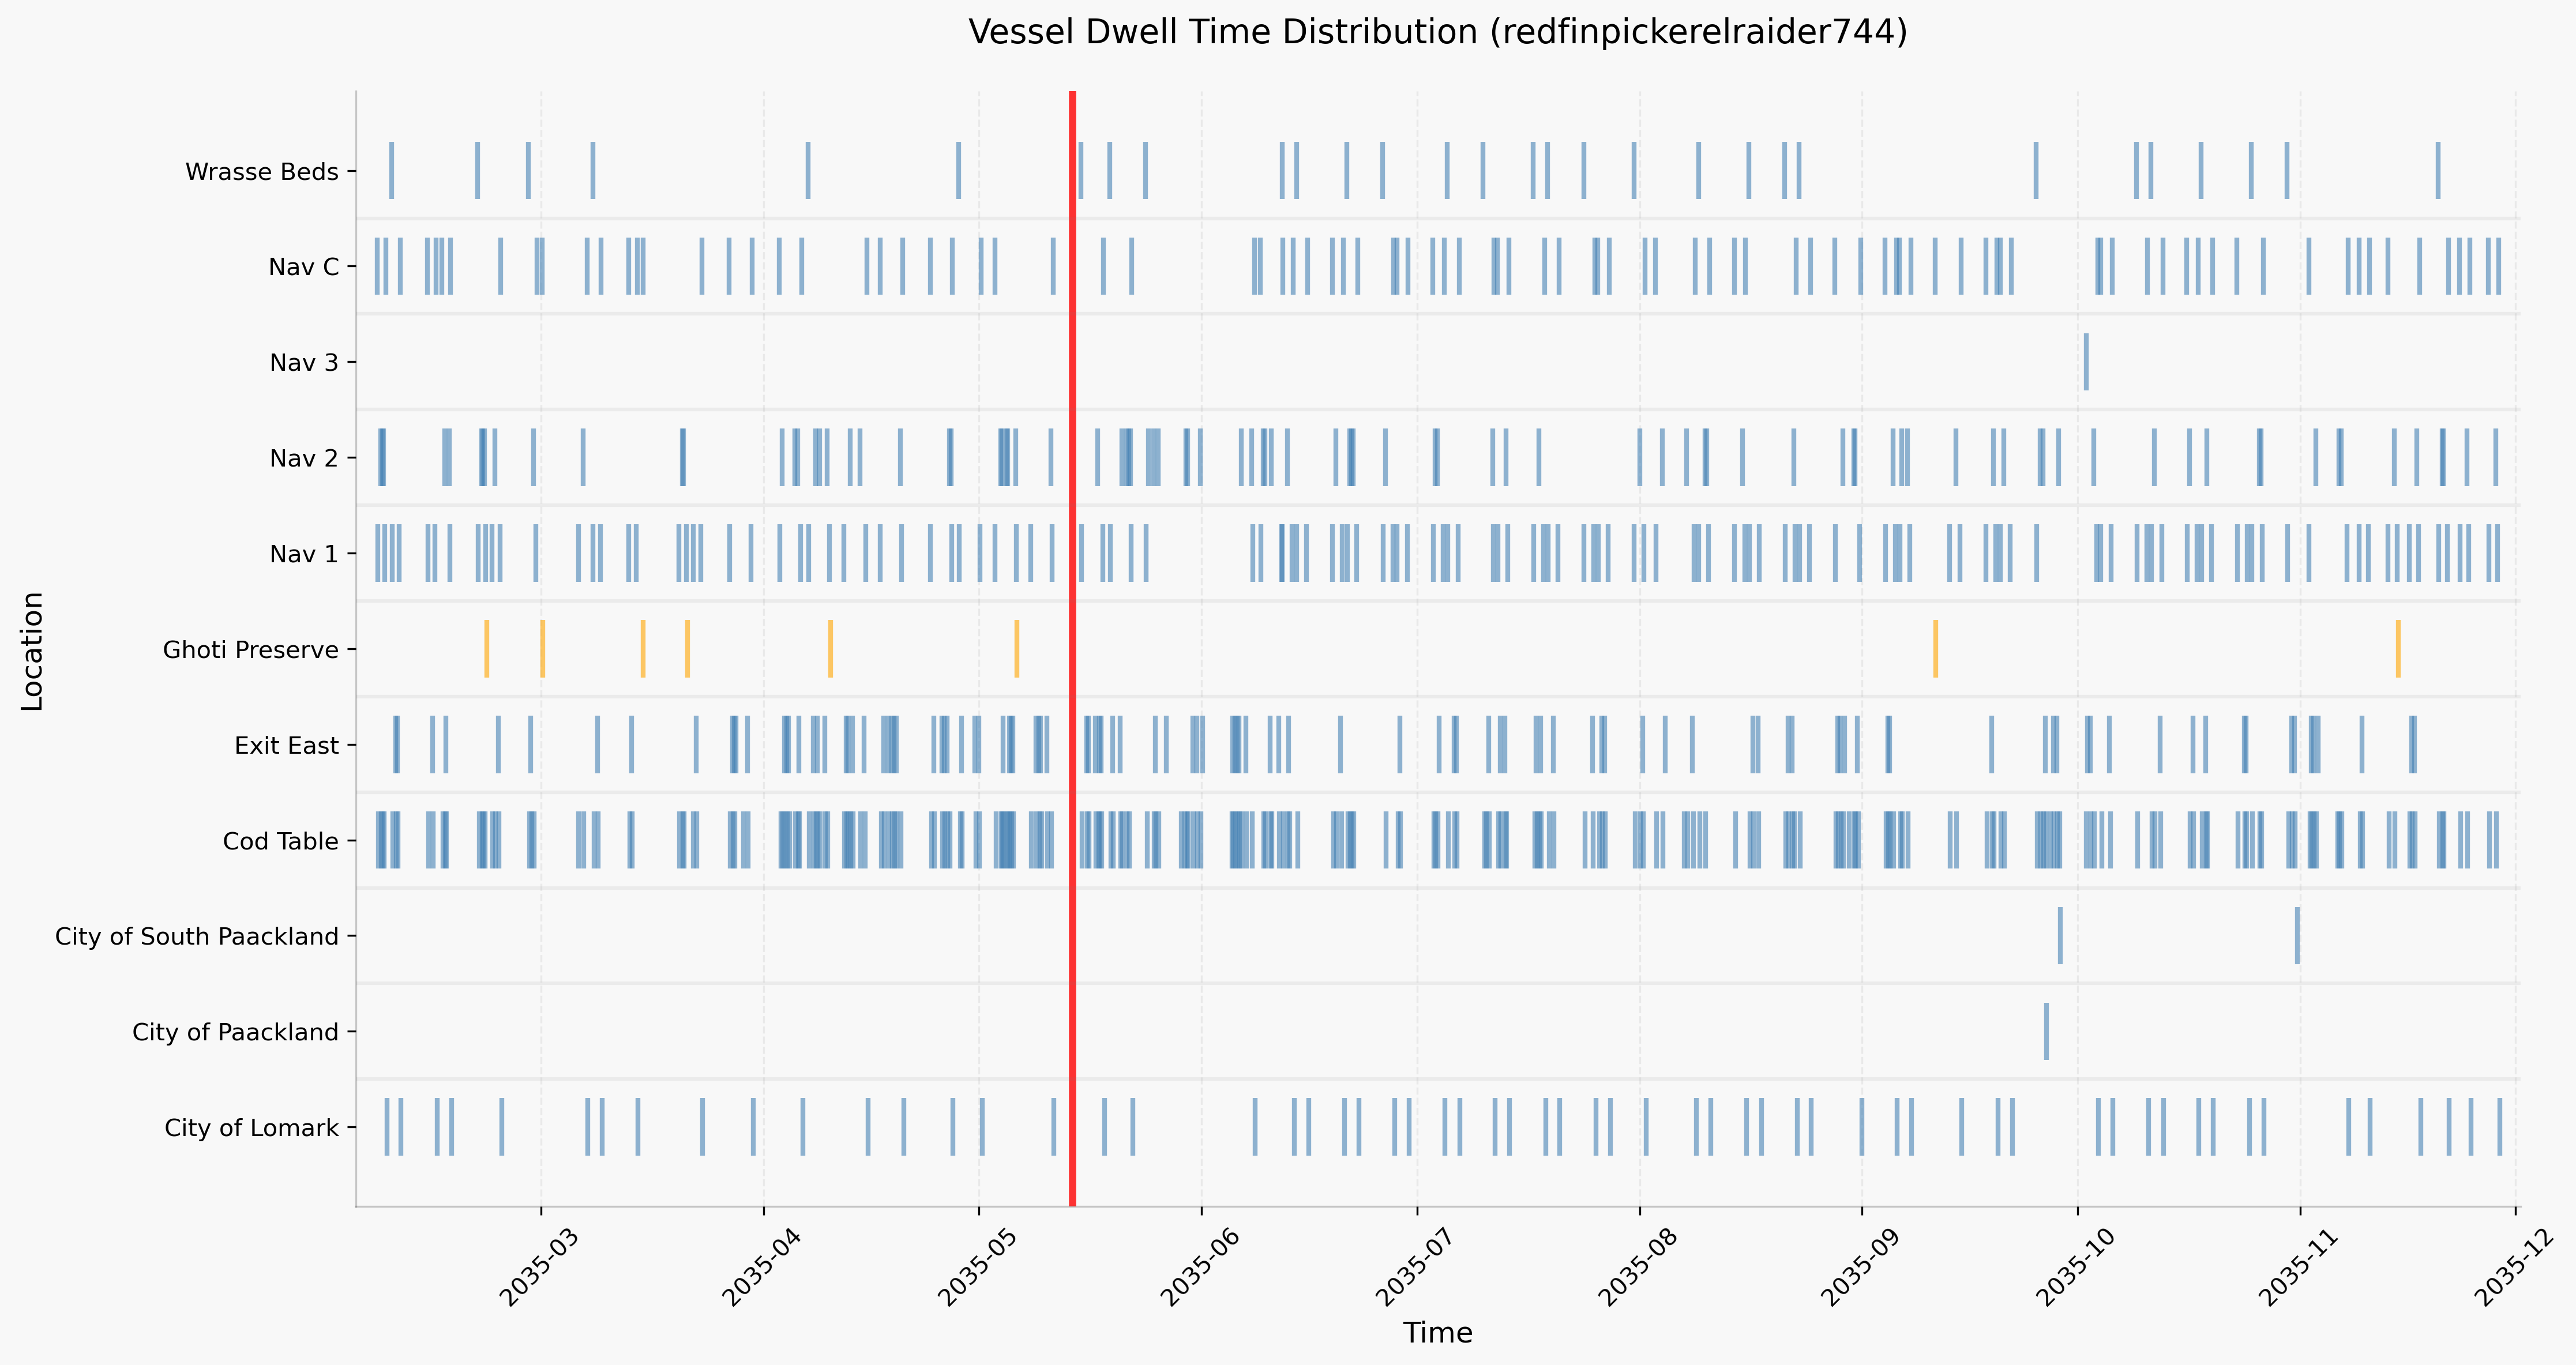 Vessel Dwell Time Distribution (redfinpickerelraider744)
Location
Wrasse Beds
Nav C
Nav 3
Nav 2
Nav 1
Ghoti Preserve
Exit East
Cod Table
City of South Paackland
City of Paackland
City of Lomark
2035-03
2035-04
2035-05
2035-06
2035-07
2035-08
2035-09
2035-10
2035-11
2035-12
Time